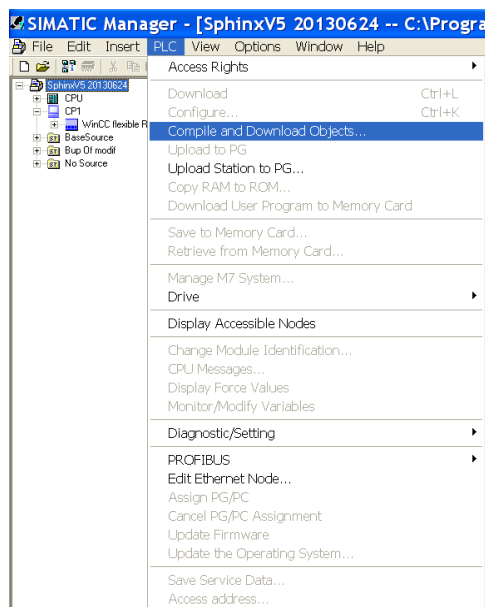 SIMATIC Manager - [SphinxV5 20130624 -- C:\Progra
File Edit Insert PLC View Options Window Help
SphinxV5 20130624
CPU
CP1
WinCC flexible R
BaseSource
Bup Of modif
No Source
Access Rights
Download Ctrl+L
Configure... Ctrl+K
Compile and Download Objects...
Upload to PG
Upload Station to PG...
Copy RAM to ROM...
Download User Program to Memory Card
Save to Memory Card...
Retrieve from Memory Card...
Manage M7 System...
Drive
Display Accessible Nodes
Change Module Identification...
CPU Messages...
Display Force Values
Monitor/Modify Variables
Diagnostic/Setting
PROFIBUS
Edit Ethernet Node...
Assign PG/PC
Cancel PG/PC Assignment
Update Firmware
Update the Operating System...
Save Service Data...
Access address...